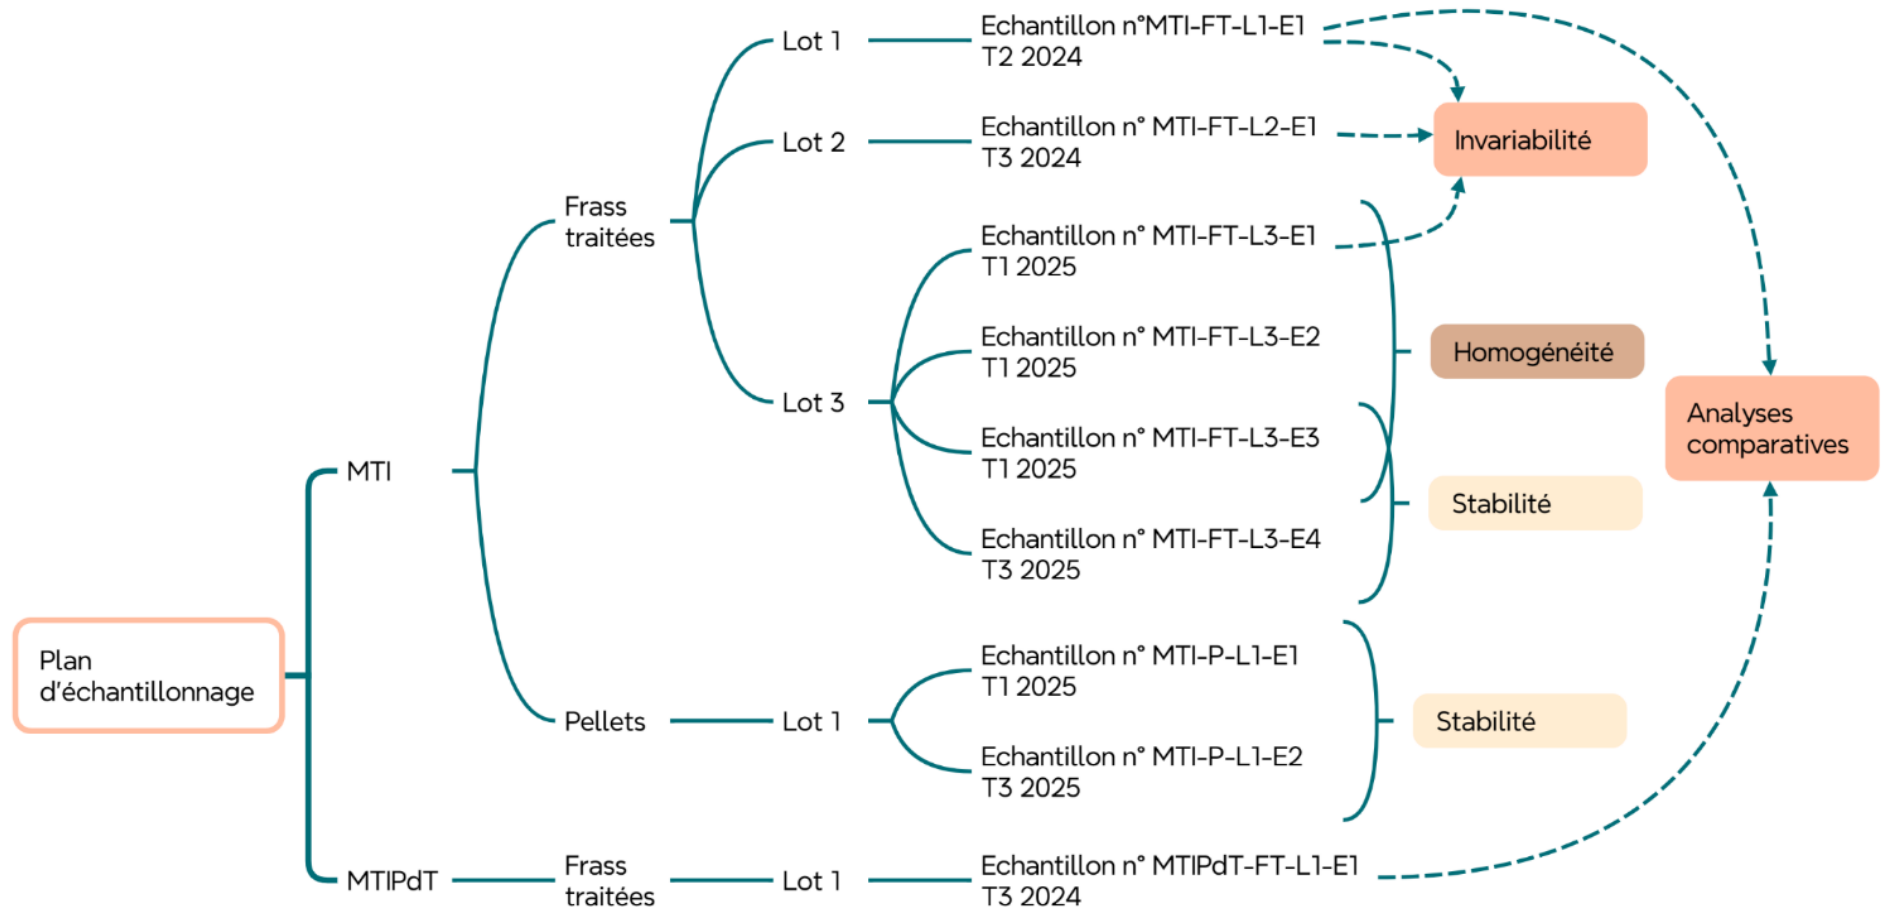 Plan
d'échantillonnage
MTI
Frass
traitées
Lot 1
Echantillon n°MTI-FT-L1-E1
T2 2024
Lot 2
Echantillon n° MTI-FT-L2-E1
T3 2024
Lot 3
Echantillon n° MTI-FT-L3-E1
T1 2025
Echantillon n° MTI-FT-L3-E2
T1 2025
Echantillon n° MTI-FT-L3-E3
T1 2025
Echantillon n° MTI-FT-L3-E4
T3 2025
Invariabilité
Homogénéité
Stabilité
Analyses
comparatives
Pellets
Lot 1
Echantillon n° MTI-P-L1-E1
T1 2025
Echantillon n° MTI-P-L1-E2
T3 2025
Stabilité
MTIPdT
Frass
traitées
Lot 1
Echantillon n° MTIPdT-FT-L1-E1
T3 2024